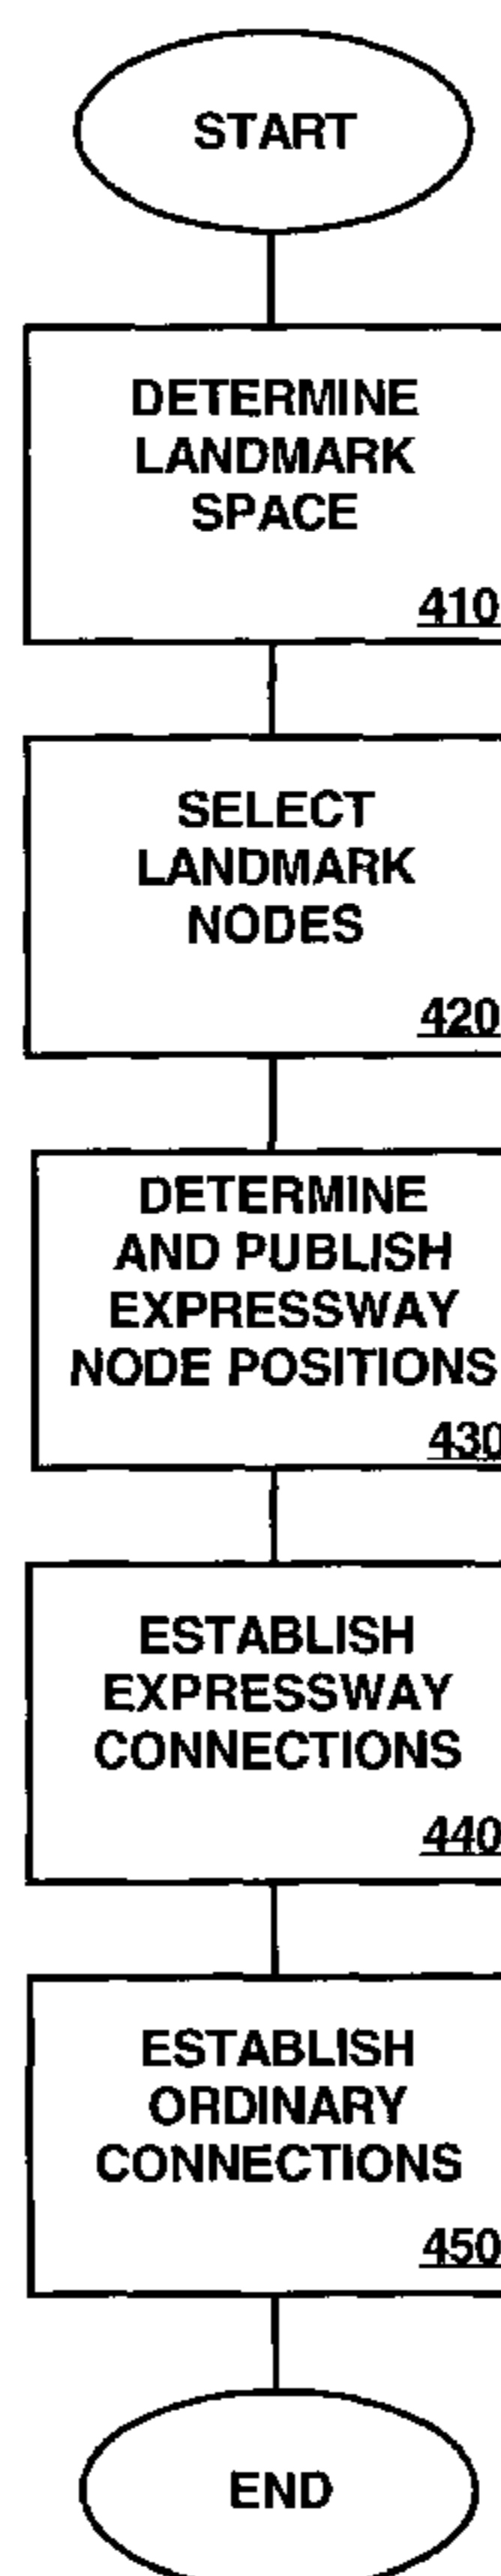 START
DETERMINE
LANDMARK
SPACE
410
SELECT
LANDMARK
NODES
420
DETERMINE
AND PUBLISH
EXPRESSWAY
NODE POSITIONS
430
ESTABLISH
EXPRESSWAY
CONNECTIONS
440
ESTABLISH
ORDINARY
CONNECTIONS
450
END